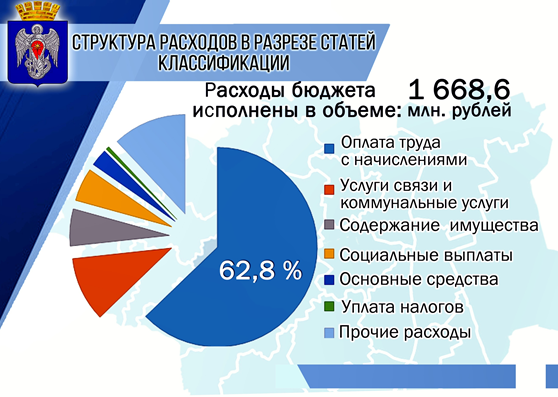 СТРУКТУРА РАСХОДОВ В РАЗРЕЗЕ СТАТЕЙ
КЛАССИФИКАЦИИ
Расходы бюджета 1 668,6
исполнены в объеме: млн. рублей
Оплата труда
с начислениями
Услуги связи и
коммунальные услуги
Содержание имущества
Социальные выплаты
Основные средства
Уплата налогов
Прочие расходы
62,8 %